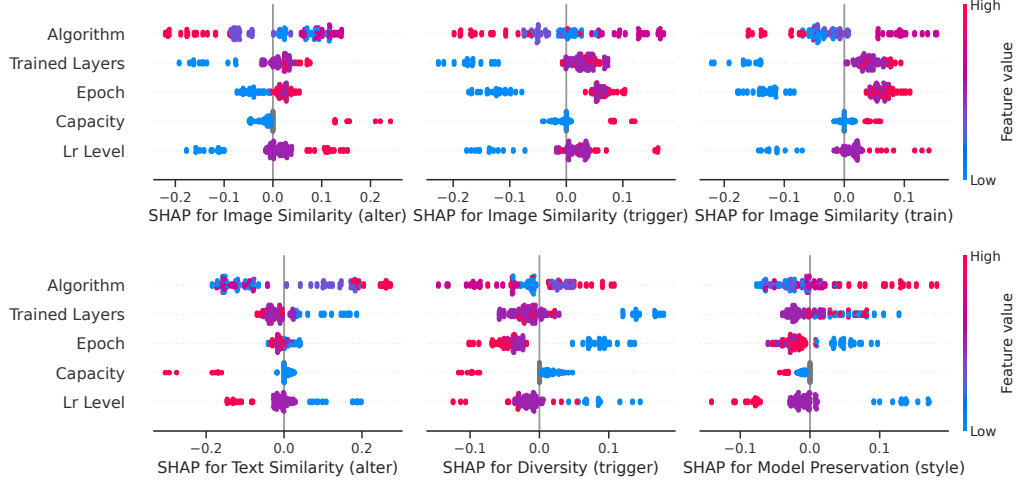 High
Algorithm
Trained Layers
Epoch
Capacity
Lr Level
Feature value
Low
−0.2 −0.1 0.0 0.1 0.2
−0.2 −0.1 0.0 0.1
−0.2 −0.1 0.0 0.1
SHAP for Image Similarity (alter) SHAP for Image Similarity (trigger) SHAP for Image Similarity (train)
High
Algorithm
Trained Layers
Epoch
Capacity
Lr Level
Feature value
Low
−0.2 0.0 0.2
−0.1 0.0 0.1
−0.1 0.0 0.1
SHAP for Text Similarity (alter) SHAP for Diversity (trigger) SHAP for Model Preservation (style)